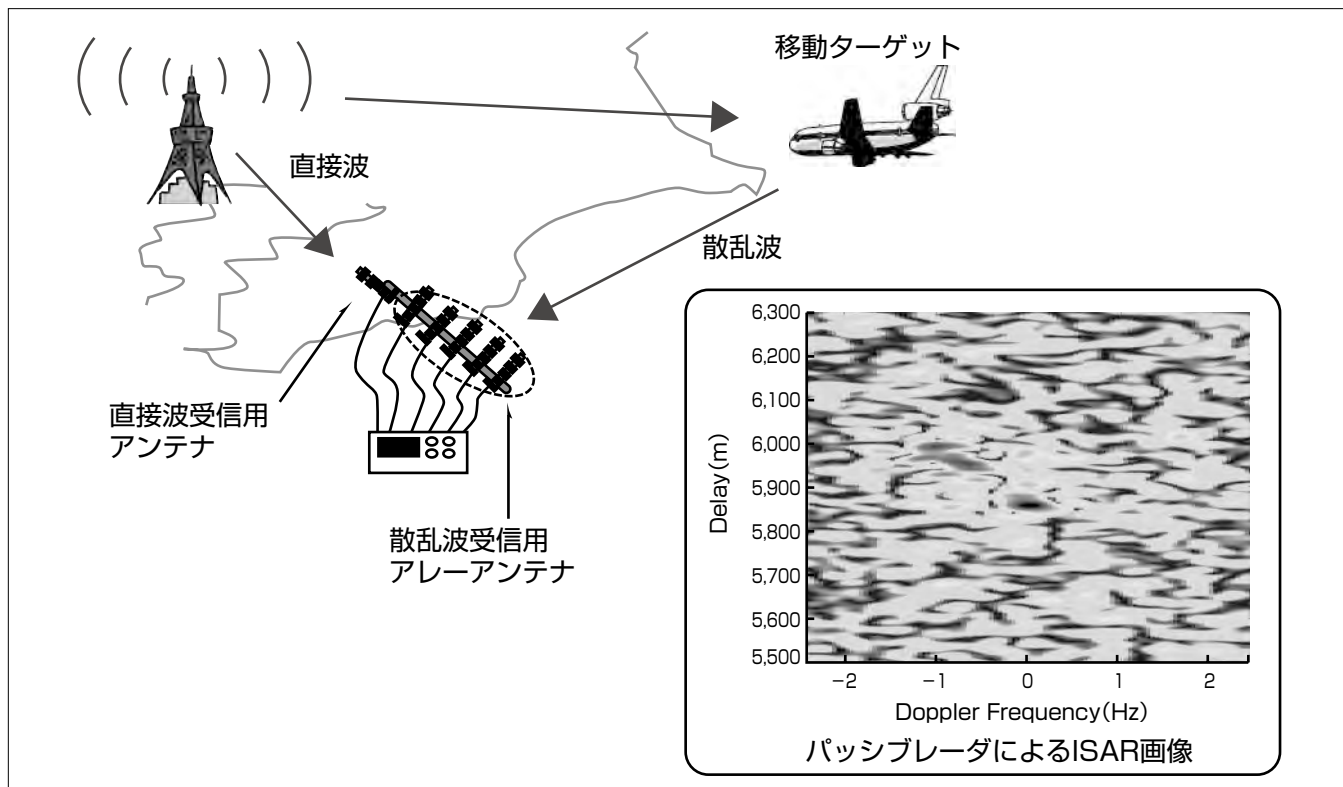 移動ターゲット
直接波
散乱波
直接波受信用
アンテナ
散乱波受信用
アレーアンテナ
6,300
6,200
6,100
6,000
5,900
5,800
5,700
5,600
5,500
Delay(m)
−2 −1 0 1 2
Doppler Frequency(Hz)
パッシブレーダによるISAR画像